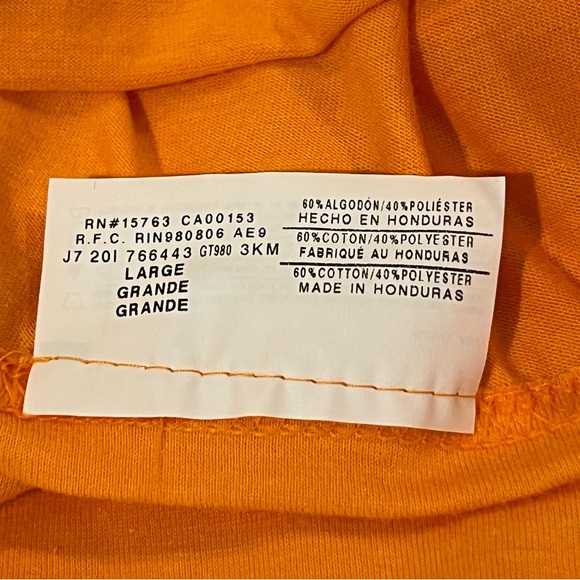 RN#15763 CA00153
R.F.C. RIN980806 AE9
J7 20I 766443 GT980 3KM
LARGE
GRANDE
GRANDE
60%ALGODÓN/40%POLIÉSTER
HECHO EN HONDURAS
60%COTON/40%POLYESTER
FABRIQUÉ AU HONDURAS
60%COTTON/40%POLYESTER
MADE IN HONDURAS